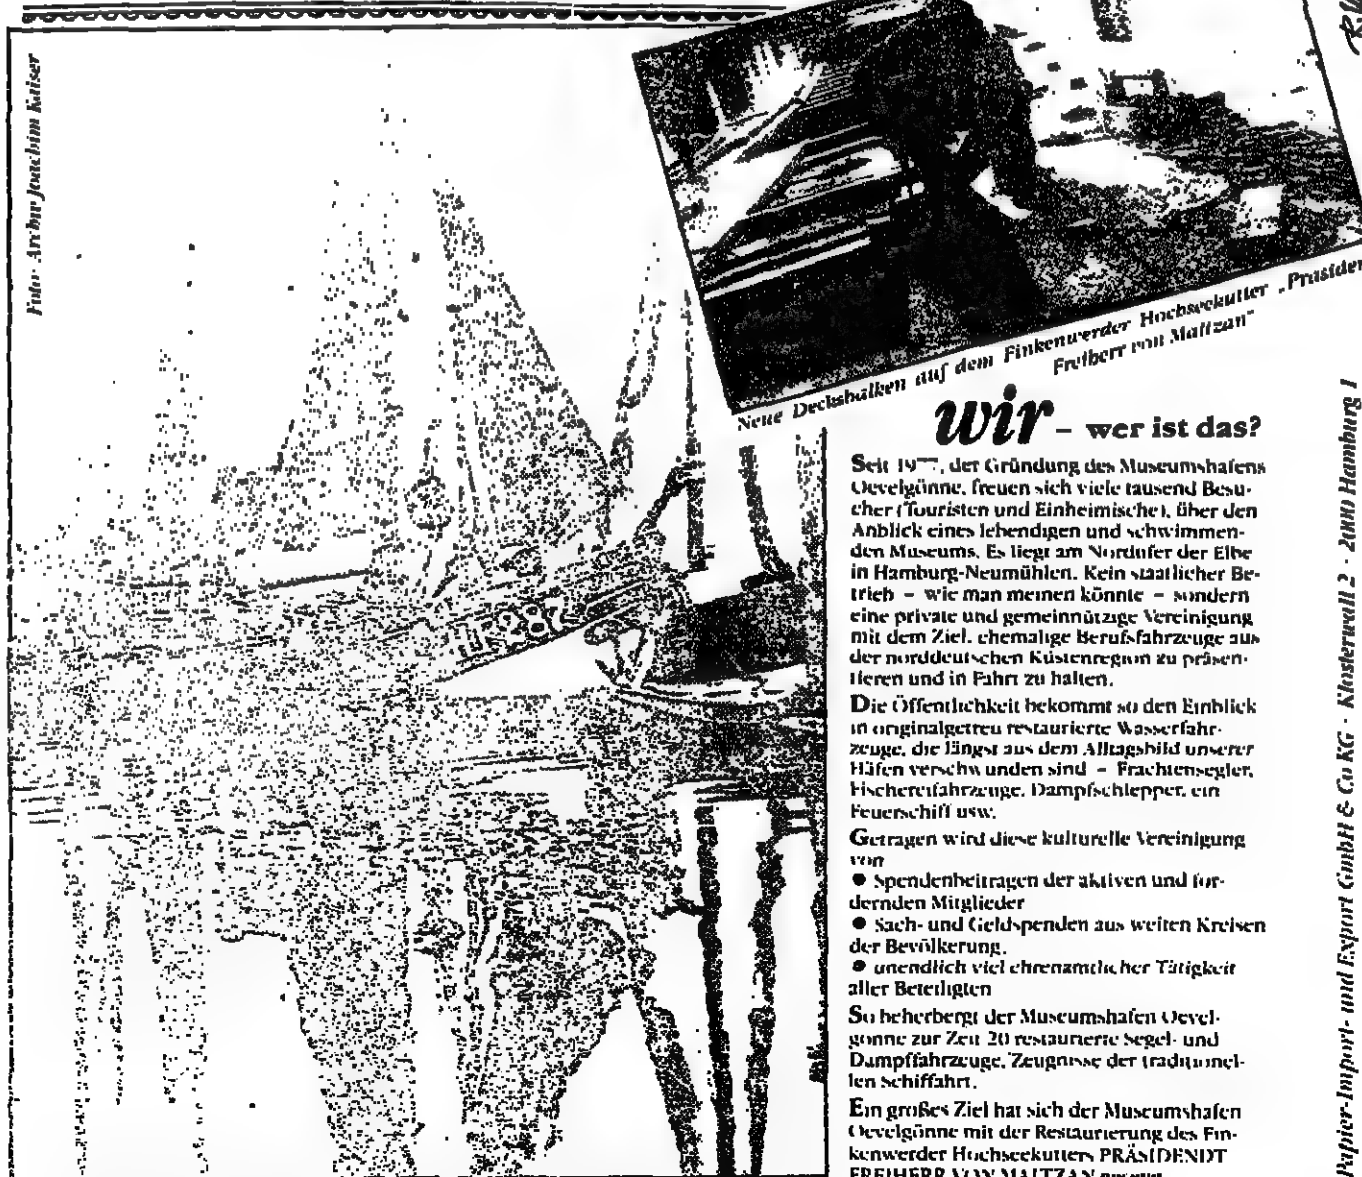 Foto: Archiv Joachim Kaiser
Neue Decksbalken auf dem Finkenwerder Hochseekutter „Präsiden
Freiherr von Maltzan"
wir – wer ist das?
Seit 1977, der Gründung des Museumshafens
Oevelgönne, freuen sich viele tausend Besu-
cher (Touristen und Einheimische), über den
Anblick eines lebendigen und schwimmen-
den Museums. Es liegt am Nordufer der Elbe
in Hamburg-Neumühlen. Kein staatlicher Be-
trieb – wie man meinen könnte – sondern
eine private und gemeinnützige Vereinigung
mit dem Ziel, ehemalige Berufsfahrzeuge aus
der norddeutschen Küstenregion zu präsen-
tieren und in Fahrt zu halten.
Die Öffentlichkeit bekommt so den Einblick
in originalgetreu restaurierte Wasserfahr-
zeuge, die längst aus dem Alltagsbild unserer
Häfen verschwunden sind – Frachtensegler,
Fischereifahrzeuge, Dampfschlepper, ein
Feuerschiff usw.
Getragen wird diese kulturelle Vereinigung
von
● Spendenbeiträgen der aktiven und för-
dernden Mitglieder
● Sach- und Geldspenden aus weiten Kreisen
der Bevölkerung.
● unendlich viel ehrenamtlicher Tätigkeit
aller Beteiligten
So beherbergt der Museumshafen Oevel-
gönne zur Zeit 20 restaurierte Segel- und
Dampffahrzeuge, Zeugnisse der traditionel-
len Schiffahrt.
Ein großes Ziel hat sich der Museumshafen
Oevelgönne mit der Restaurierung des Fin-
kenwerder Hochseekutters PRÄSIDENDT
FREIHERR VON MALTZAN
Papier-Import- und Export GmbH & Co KG · Klosterwall 2 · 2000 Hamburg 1